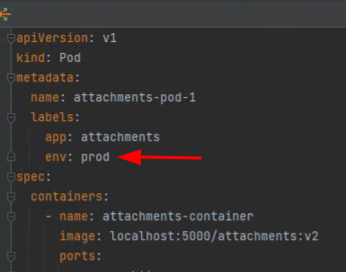 apiVersion: v1
kind: Pod
metadata:
  name: attachments-pod-1
  labels:
    app: attachments
    env: prod
spec:
  containers:
    - name: attachments-container
      image: localhost:5000/attachments:v2
      ports: